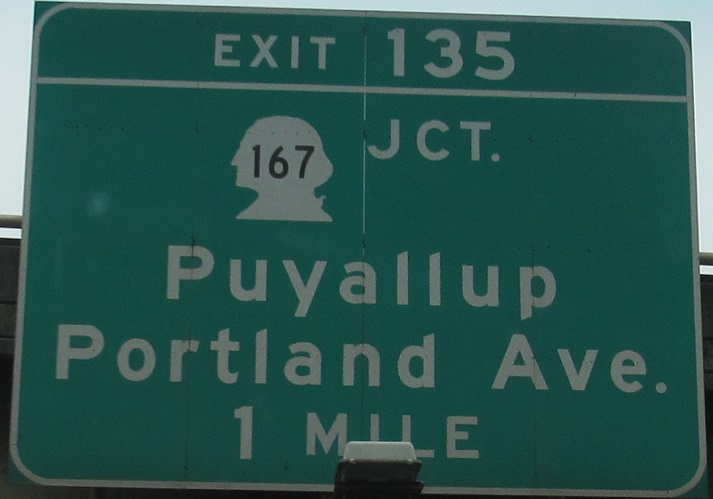 EXIT 135
167 JCT.
Puyallup
Portland Ave.
1 MILE